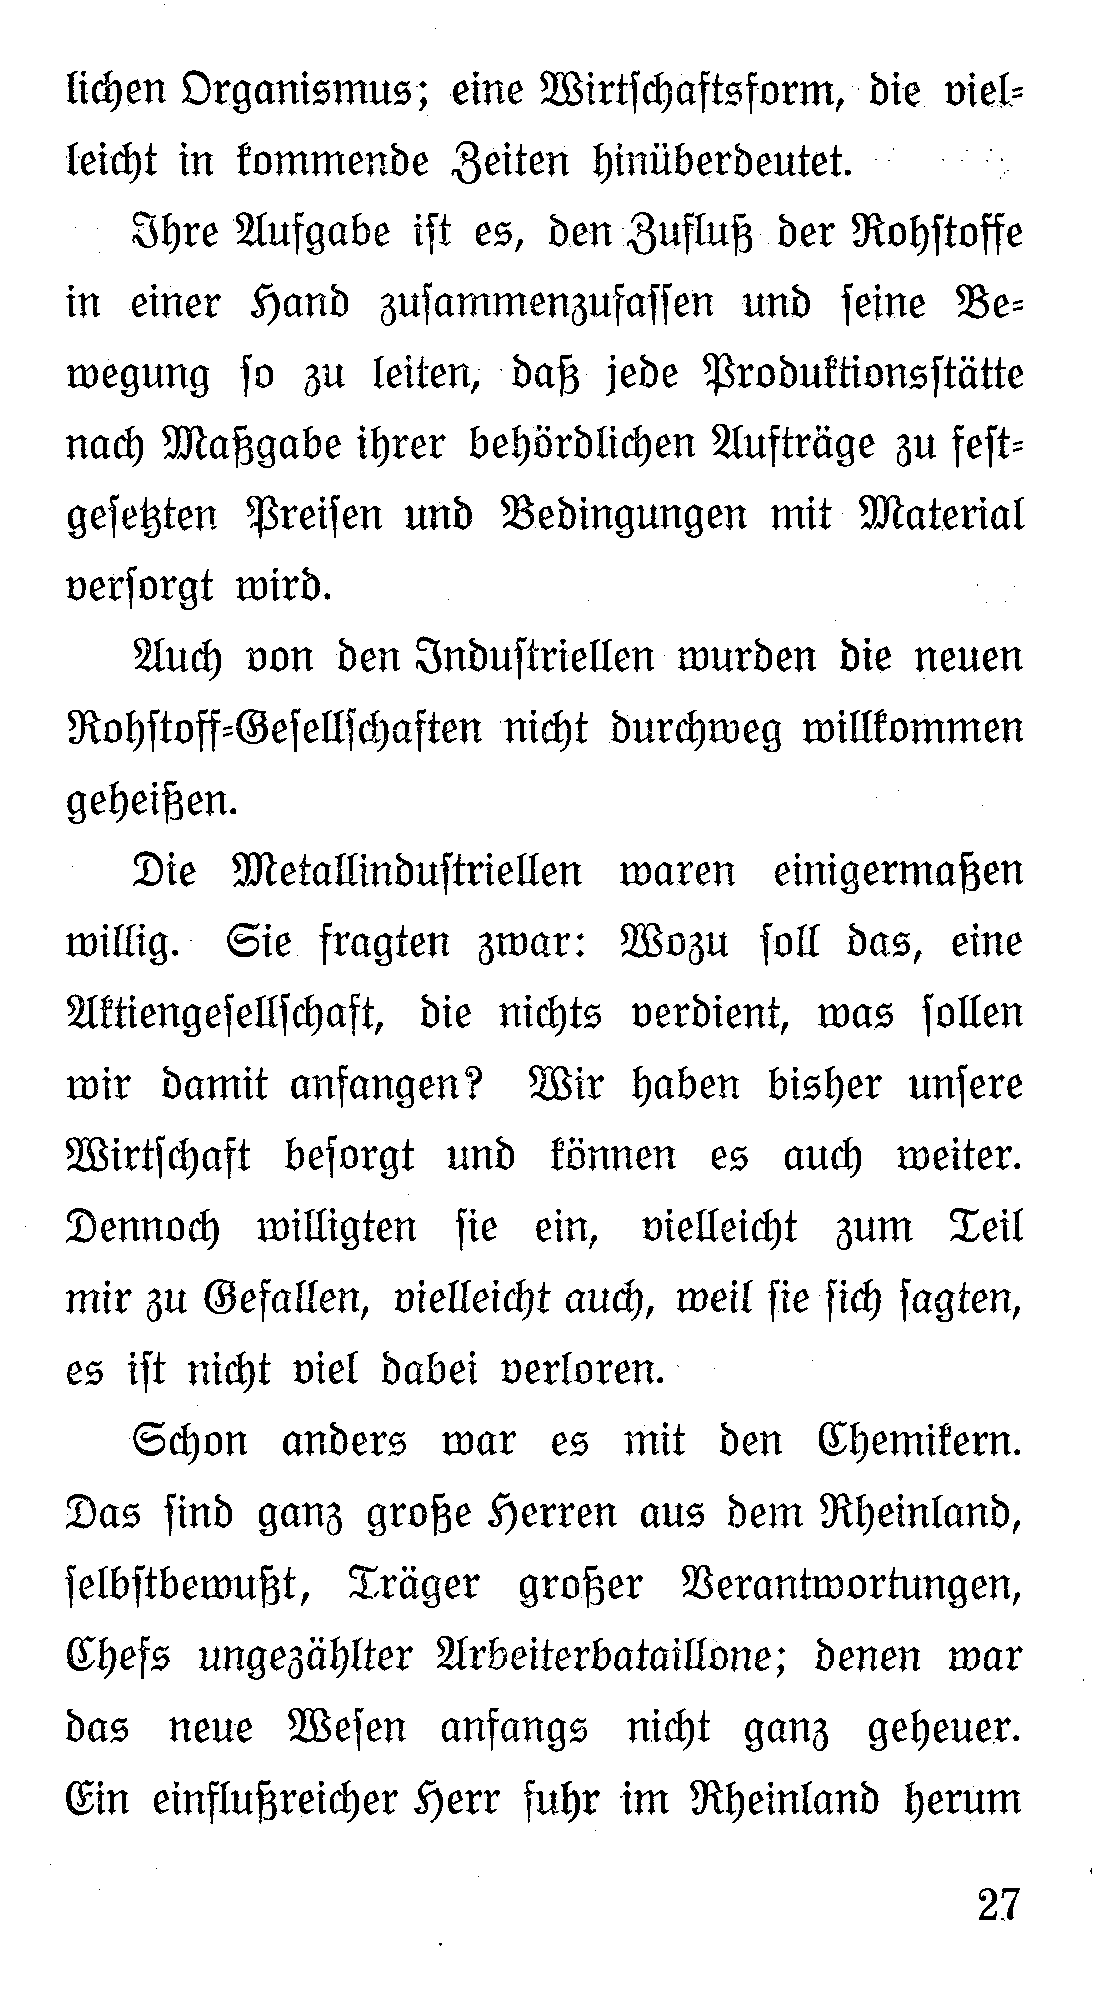 lichen Organismus; eine Wirtſchaftsform, die viel⸗
leicht in kommende Zeiten hinüberdeutet.
Ihre Aufgabe iſt es, den Zufluß der Rohſtoffe
in einer Hand zuſammenzufaſſen und ſeine Be⸗
wegung ſo zu leiten, daß jede Produktionsſtätte
nach Maßgabe ihrer behördlichen Aufträge zu feſt⸗
geſetzten Preiſen und Bedingungen mit Material
verſorgt wird.
Auch von den Induſtriellen wurden die neuen
Rohſtoff⸗Geſellſchaften nicht durchweg willkommen
geheißen.
Die Metallinduſtriellen waren einigermaßen
willig. Sie fragten zwar: Wozu ſoll das, eine
Aktiengeſellſchaft, die nichts verdient, was ſollen
wir damit anfangen? Wir haben bisher unſere
Wirtſchaft beſorgt und können es auch weiter.
Dennoch willigten ſie ein, vielleicht zum Teil
mir zu Gefallen, vielleicht auch, weil ſie ſich ſagten,
es iſt nicht viel dabei verloren.
Schon anders war es mit den Chemikern.
Das ſind ganz große Herren aus dem Rheinland,
ſelbſtbewußt, Träger großer Verantwortungen,
Chefs ungezählter Arbeiterbataillone; denen war
das neue Weſen anfangs nicht ganz geheuer.
Ein einflußreicher Herr fuhr im Rheinland herum
27